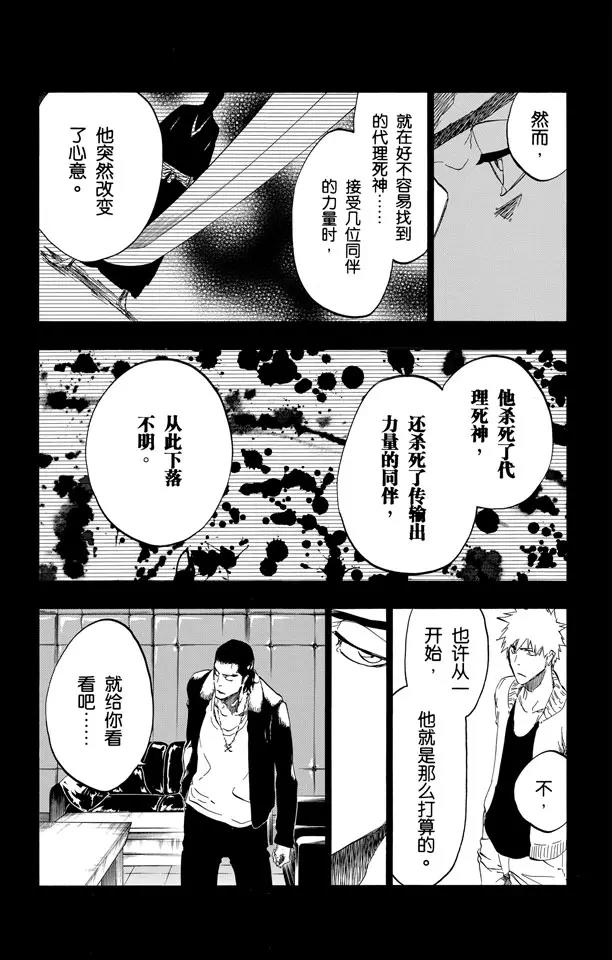 然而，
就在好不容易找到
的代理死神……
接受几位同伴
的力量时，
他突然改变
了心意。
他杀死了代
理死神，
还杀死了传输出
力量的同伴，
从此下落
不明。
不，
也许从一
开始，
他就是那么打算的。
就给你看
看吧……